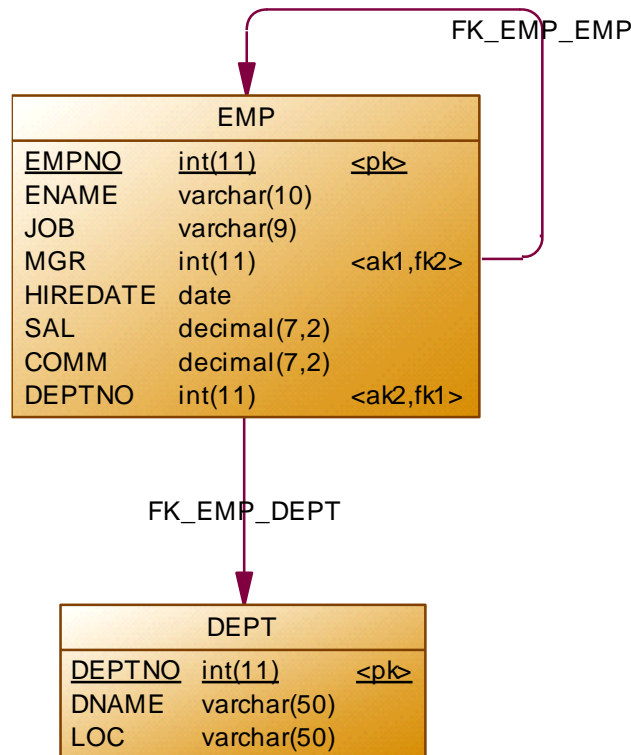 FK_EMP_EMP
EMP
EMPNO int(11) <pk>
ENAME varchar(10)
JOB varchar(9)
MGR int(11) <ak1,fk2>
HIREDATE date
SAL decimal(7,2)
COMM decimal(7,2)
DEPTNO int(11) <ak2,fk1>
FK_EMP_DEPT
DEPT
DEPTNO int(11) <pk>
DNAME varchar(50)
LOC varchar(50)